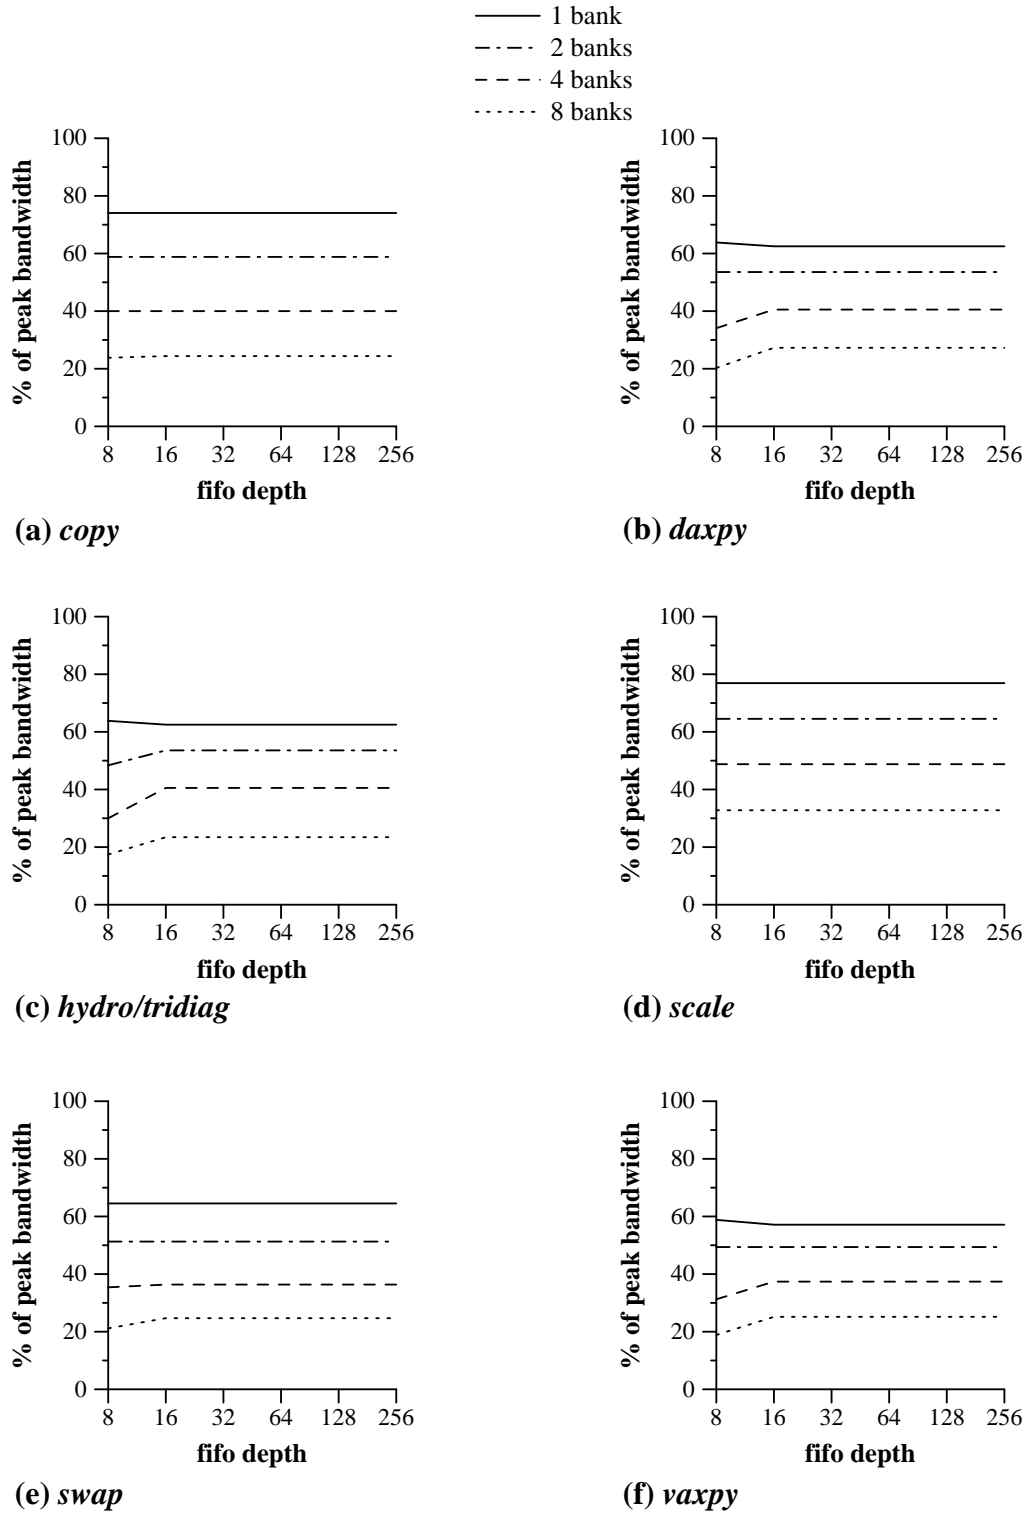 1 bank
2 banks
4 banks
8 banks
% of peak bandwidth
100
80
60
40
20
0
8 16 32 64 128 256
fifo depth
(a) copy
% of peak bandwidth
100
80
60
40
20
0
8 16 32 64 128 256
fifo depth
(b) daxpy
% of peak bandwidth
100
80
60
40
20
0
8 16 32 64 128 256
fifo depth
(c) hydro/tridiag
% of peak bandwidth
100
80
60
40
20
0
8 16 32 64 128 256
fifo depth
(d) scale
% of peak bandwidth
100
80
60
40
20
0
8 16 32 64 128 256
fifo depth
(e) swap
% of peak bandwidth
100
80
60
40
20
0
8 16 32 64 128 256
fifo depth
(f) vaxpy